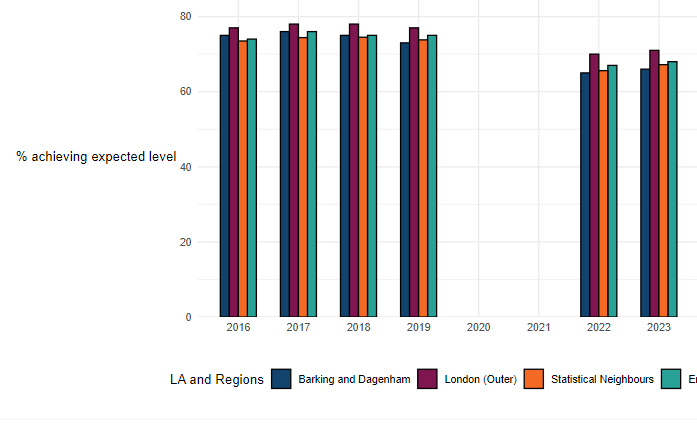 80
60
% achieving expected level
40
20
0
2016 2017 2018 2019 2020 2021 2022 2023
LA and Regions Barking and Dagenham London (Outer) Statistical Neighbours